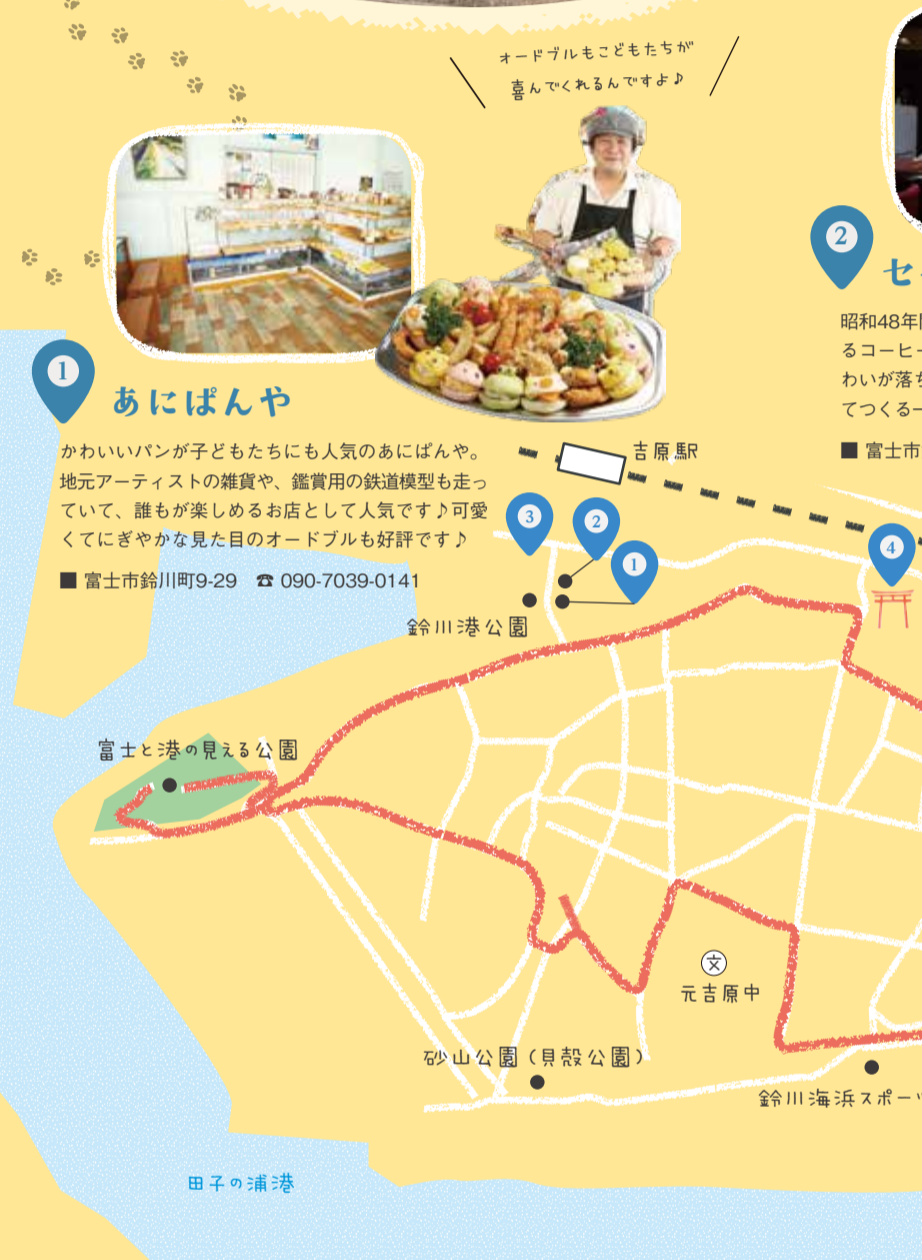 オードブルもこどもたちが
喜んでくれるんですよ♪
1
あにぱんや
かわいいパンが子どもたちにも人気のあにぱんや。
地元アーティストの雑貨や、鑑賞用の鉄道模型も走っ
ていて、誰もが楽しめるお店として人気です♪可愛
くてにぎやかな見た目のオードブルも好評です♪
■ 富士市鈴川町9-29 ☎ 090-7039-0141
2
セ
昭和48年
るコーヒー
わいが落
てつくる
■ 富士市
吉原駅
3
2
1
4
鈴川港公園
富士と港の見える公園
文
元吉原中
砂山公園（貝殻公園）
鈴川海浜スポー
田子の浦港